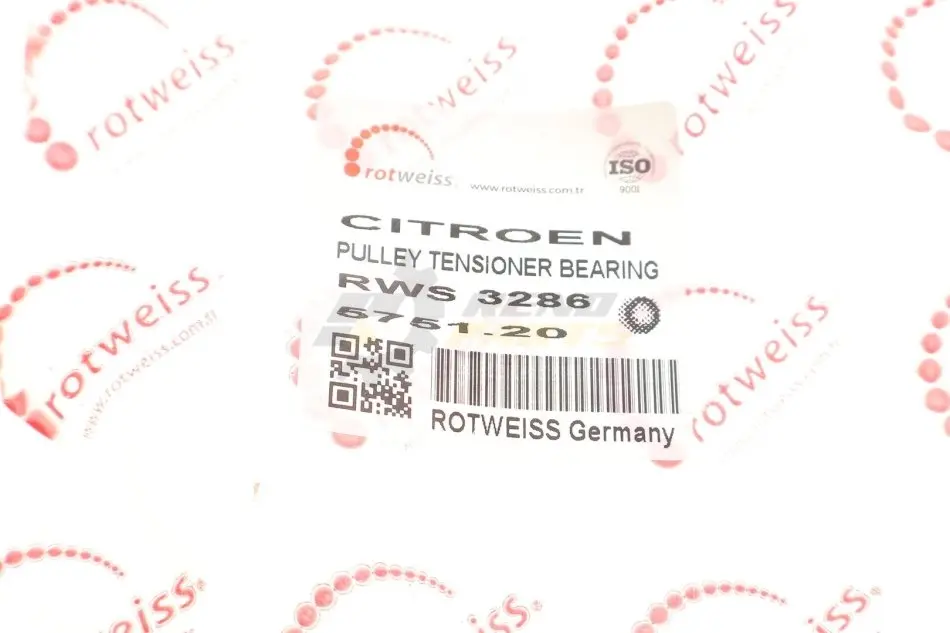 rotweiss
rotweiss
rotweiss
rotweiss®
www.rotweiss.com.tr
ISO
9001
CITROEN
PULLEY TENSIONER BEARING
RWS 3286
5751.20
ROTWEISS Germany
rotweiss®
rotweiss
rotweiss®
rotweiss®